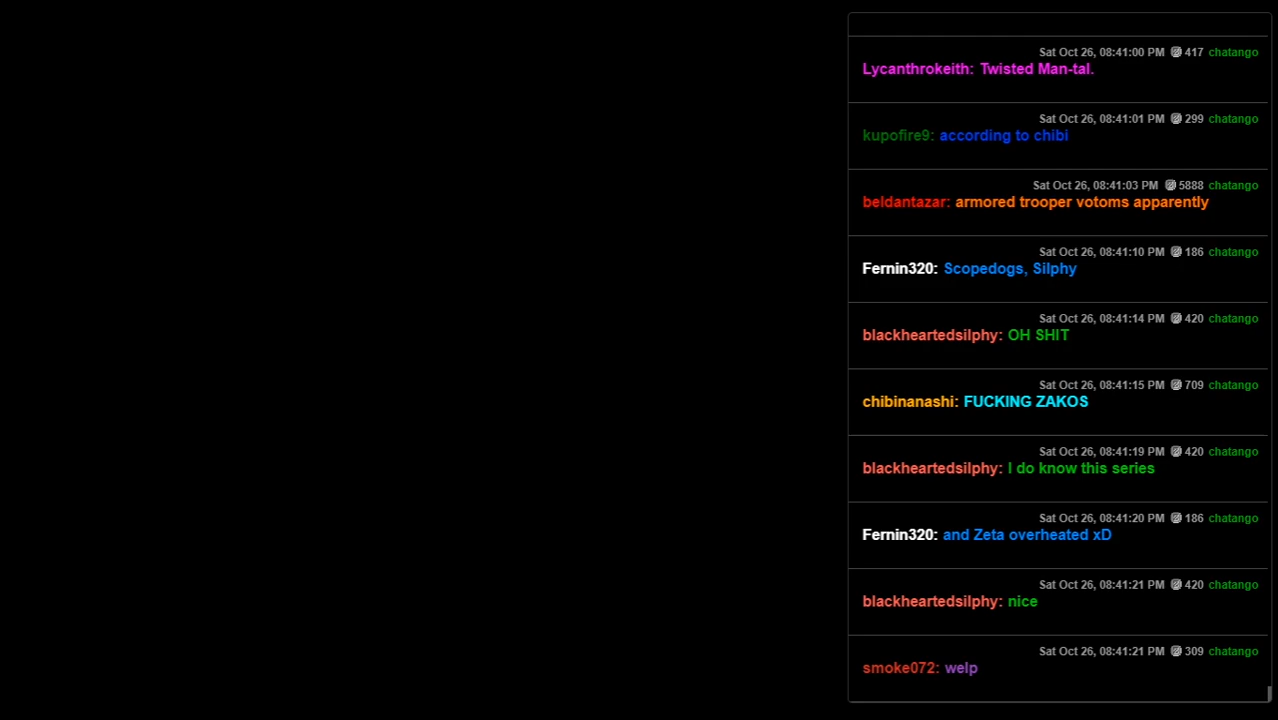 Sat Oct 26, 08:41:00 PM 417 chatango
Lycanthrokeith: Twisted Man-tal.
Sat Oct 26, 08:41:01 PM 299 chatango
kupofire9: according to chibi
Sat Oct 26, 08:41:03 PM 5888 chatango
beldantazar: armored trooper votoms apparently
Sat Oct 26, 08:41:10 PM 186 chatango
Fernin320: Scopedogs, Silphy
Sat Oct 26, 08:41:14 PM 420 chatango
blackheartedsilphy: OH SHIT
Sat Oct 26, 08:41:15 PM 709 chatango
chibinanashi: FUCKING ZAKOS
Sat Oct 26, 08:41:19 PM 420 chatango
blackheartedsilphy: I do know this series
Sat Oct 26, 08:41:20 PM 186 chatango
Fernin320: and Zeta overheated xD
Sat Oct 26, 08:41:21 PM 420 chatango
blackheartedsilphy: nice
Sat Oct 26, 08:41:21 PM 309 chatango
smoke072: welp